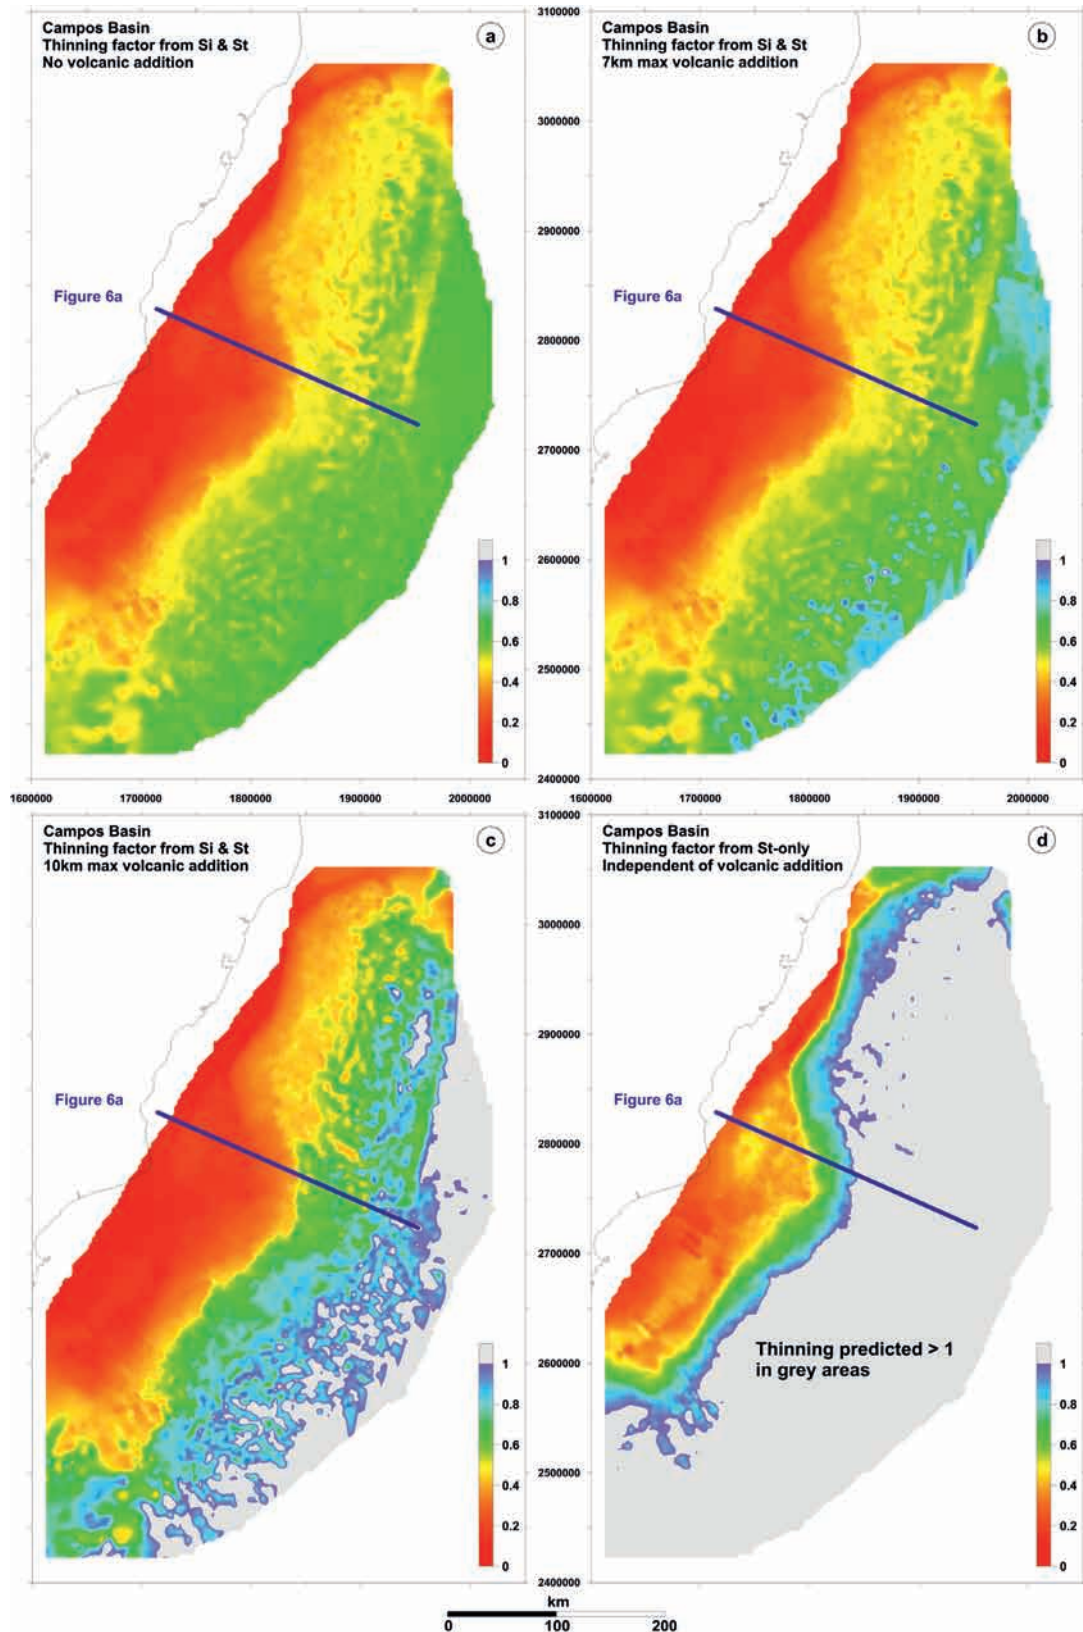 Campos Basin
Thinning factor from Si & St
No volcanic addition
a
Figure 6a
1
0.8
0.6
0.4
0.2
0
3100000
3000000
2900000
2800000
2700000
2600000
2500000
2400000
Campos Basin
Thinning factor from Si & St
7km max volcanic addition
b
Figure 6a
1
0.8
0.6
0.4
0.2
0
1600000 1700000 1800000 1900000 2000000
1600000 1700000 1800000 1900000 2000000
Campos Basin
Thinning factor from Si & St
10km max volcanic addition
c
Figure 6a
1
0.8
0.6
0.4
0.2
0
3100000
3000000
2900000
2800000
2700000
2600000
2500000
2400000
Campos Basin
Thinning factor from St-only
Independent of volcanic addition
d
Figure 6a
Thinning predicted > 1
in grey areas
1
0.8
0.6
0.4
0.2
0
km
0 100 200